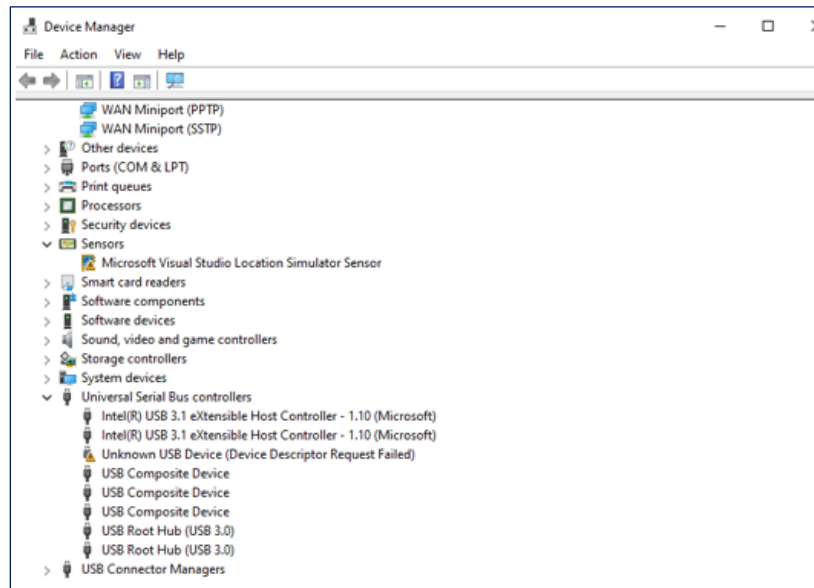 Device Manager
File Action View Help
WAN Miniport (PPTP)
WAN Miniport (SSTP)
Other devices
Ports (COM & LPT)
Print queues
Processors
Security devices
Sensors
Microsoft Visual Studio Location Simulator Sensor
Smart card readers
Software components
Software devices
Sound, video and game controllers
Storage controllers
System devices
Universal Serial Bus controllers
Intel(R) USB 3.1 eXtensible Host Controller - 1.10 (Microsoft)
Intel(R) USB 3.1 eXtensible Host Controller - 1.10 (Microsoft)
Unknown USB Device (Device Descriptor Request Failed)
USB Composite Device
USB Composite Device
USB Composite Device
USB Root Hub (USB 3.0)
USB Root Hub (USB 3.0)
USB Connector Managers